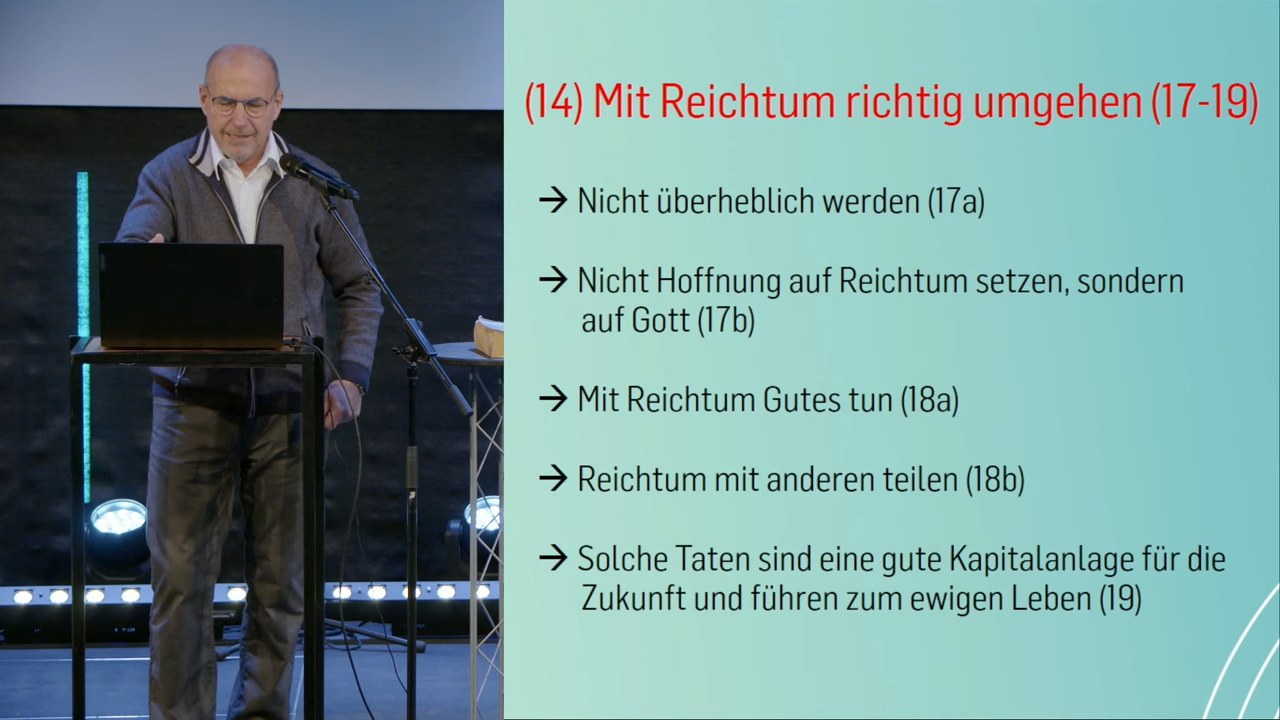 (14) Mit Reichtum richtig umgehen (17-19)
→ Nicht überheblich werden (17a)
→ Nicht Hoffnung auf Reichtum setzen, sondern
auf Gott (17b)
→ Mit Reichtum Gutes tun (18a)
→ Reichtum mit anderen teilen (18b)
→ Solche Taten sind eine gute Kapitalanlage für die
Zukunft und führen zum ewigen Leben (19)